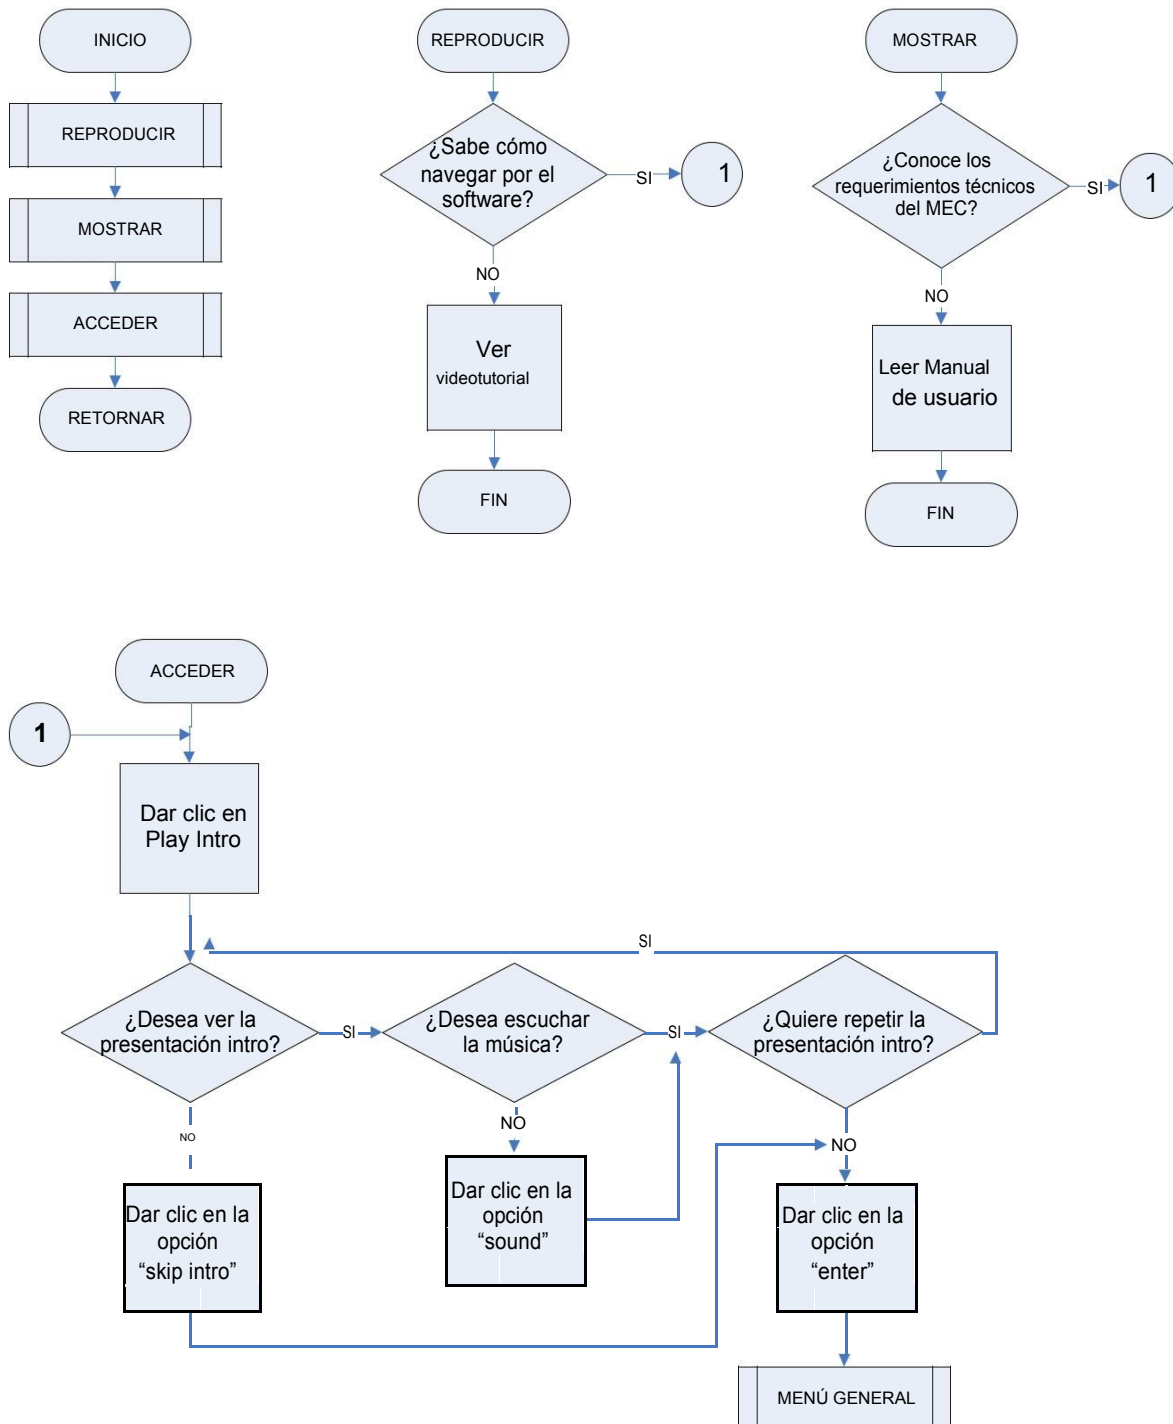 INICIO
REPRODUCIR
MOSTRAR
ACCEDER
RETORNAR
REPRODUCIR
¿Sabe cómo
navegar por el
software?
SI
1
NO
Ver
videotutorial
FIN
MOSTRAR
¿Conoce los
requerimientos técnicos
del MEC?
SI
1
NO
Leer Manual
de usuario
FIN
ACCEDER
1
Dar clic en
Play Intro
SI
¿Desea ver la
presentación intro?
SI
¿Desea escuchar
la música?
SI
¿Quiere repetir la
presentación intro?
NO
NO
NO
Dar clic en la
opción
“skip intro”
Dar clic en la
opción
“sound”
Dar clic en la
opción
“enter”
MENÚ GENERAL